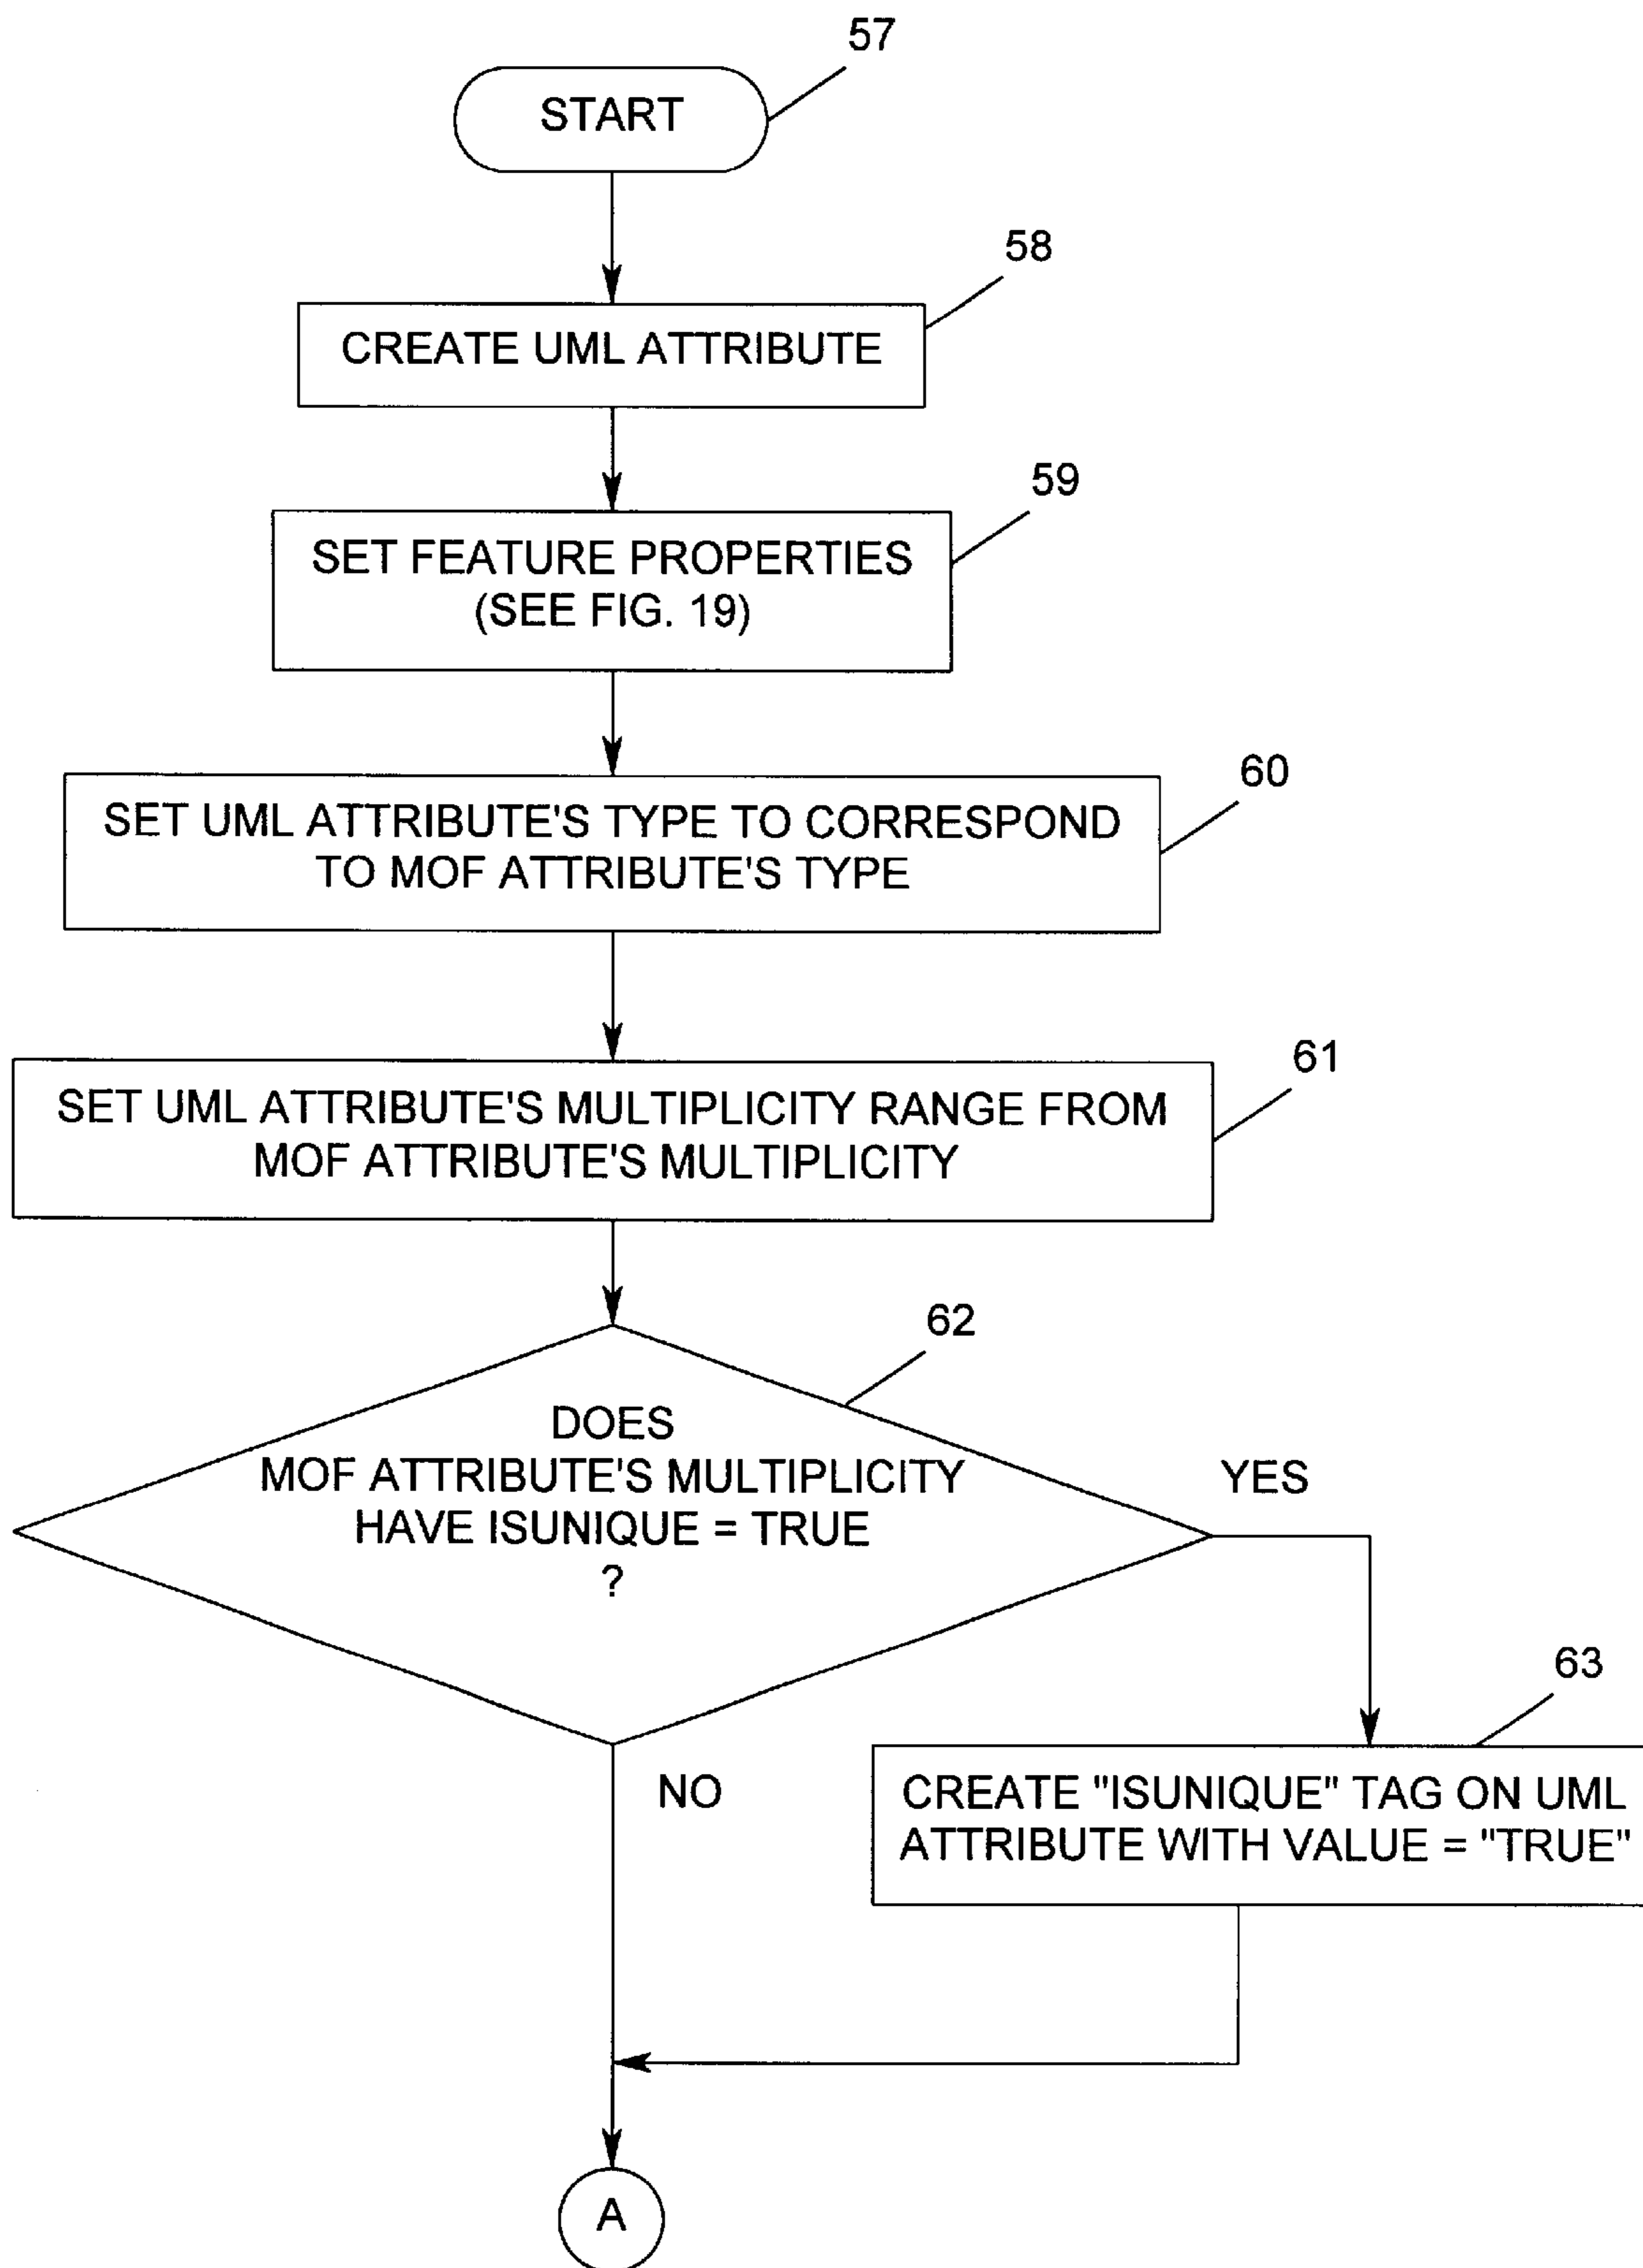 57
START
58
CREATE UML ATTRIBUTE
59
SET FEATURE PROPERTIES
(SEE FIG. 19)
60
SET UML ATTRIBUTE'S TYPE TO CORRESPOND
TO MOF ATTRIBUTE'S TYPE
61
SET UML ATTRIBUTE'S MULTIPLICITY RANGE FROM
MOF ATTRIBUTE'S MULTIPLICITY
62
DOES
MOF ATTRIBUTE'S MULTIPLICITY
HAVE ISUNIQUE = TRUE
?
YES
63
NO
CREATE "ISUNIQUE" TAG ON UML
ATTRIBUTE WITH VALUE = "TRUE"
A